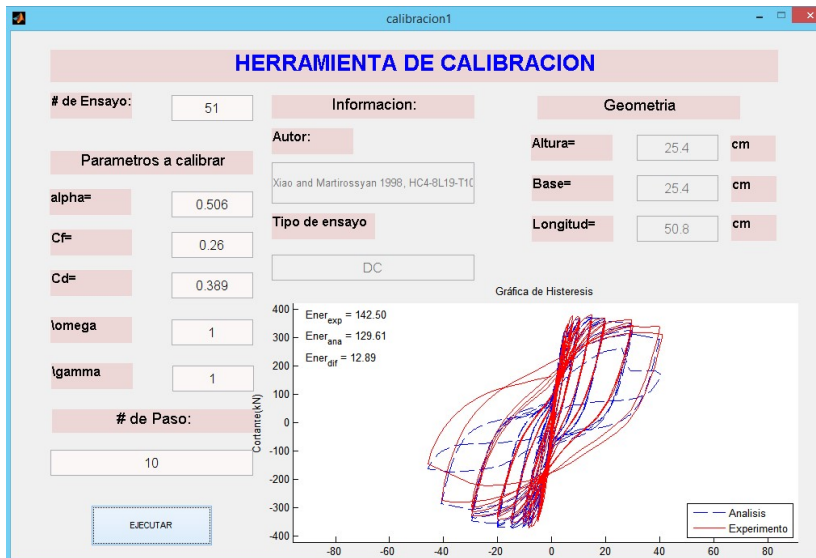 calibracion1
HERRAMIENTA DE CALIBRACION
# de Ensayo:
51
Parametros a calibrar
alpha=
0.506
Cf=
0.26
Cd=
0.389
\omega
1
\gamma
1
# de Paso:
10
EJECUTAR
Informacion:
Autor:
Xiao and Martirossyan 1998, HC4-8L19-T10
Tipo de ensayo
DC
Geometria
Altura=
25.4
cm
Base=
25.4
cm
Longitud=
50.8
cm
Gráfica de Histeresis
Ener_exp = 142.50
Ener_ana = 129.61
Ener_dif = 12.89
Cortante(kN)
400
300
200
100
0
-100
-200
-300
-400
-80
-60
-40
-20
0
20
40
60
80
Analisis
Experimento